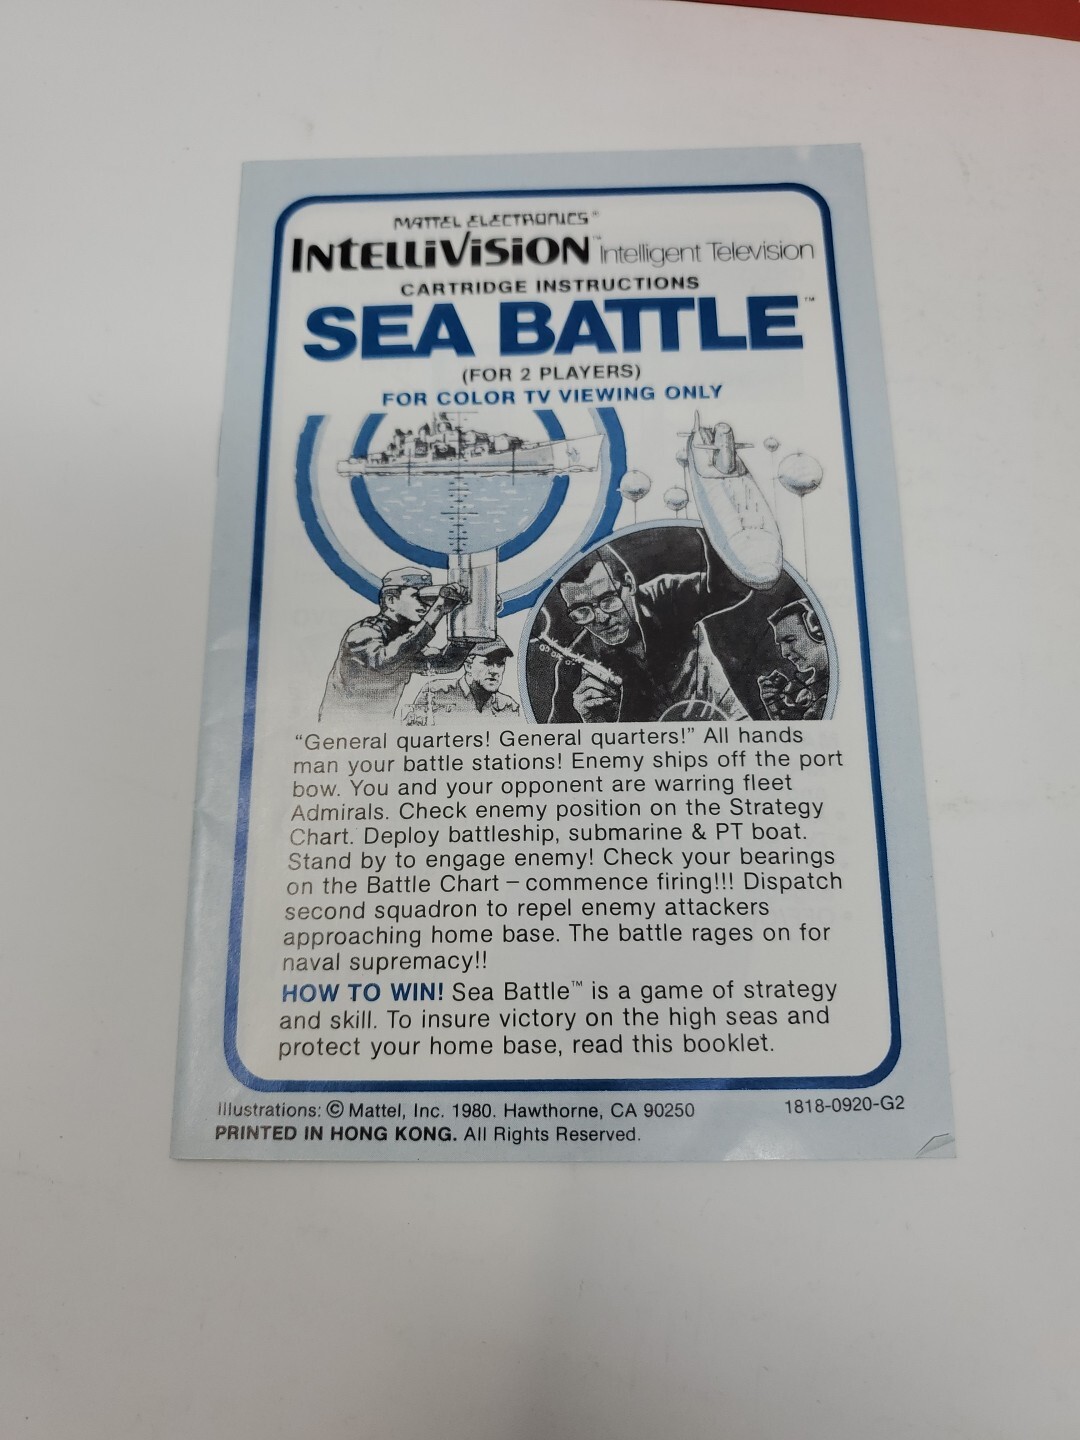 MATTEL ELECTRONICS®
INTELLIVISION™ Intelligent Television
CARTRIDGE INSTRUCTIONS
SEA BATTLE™
(FOR 2 PLAYERS)
FOR COLOR TV VIEWING ONLY
“General quarters! General quarters!” All hands
man your battle stations! Enemy ships off the port
bow. You and your opponent are warring fleet
Admirals. Check enemy position on the Strategy
Chart. Deploy battleship, submarine & PT boat.
Stand by to engage enemy! Check your bearings
on the Battle Chart – commence firing!!! Dispatch
second squadron to repel enemy attackers
approaching home base. The battle rages on for
naval supremacy!!
HOW TO WIN! Sea Battle™ is a game of strategy
and skill. To insure victory on the high seas and
protect your home base, read this booklet.
Illustrations: © Mattel, Inc. 1980. Hawthorne, CA 90250 1818-0920-G2
PRINTED IN HONG KONG. All Rights Reserved.